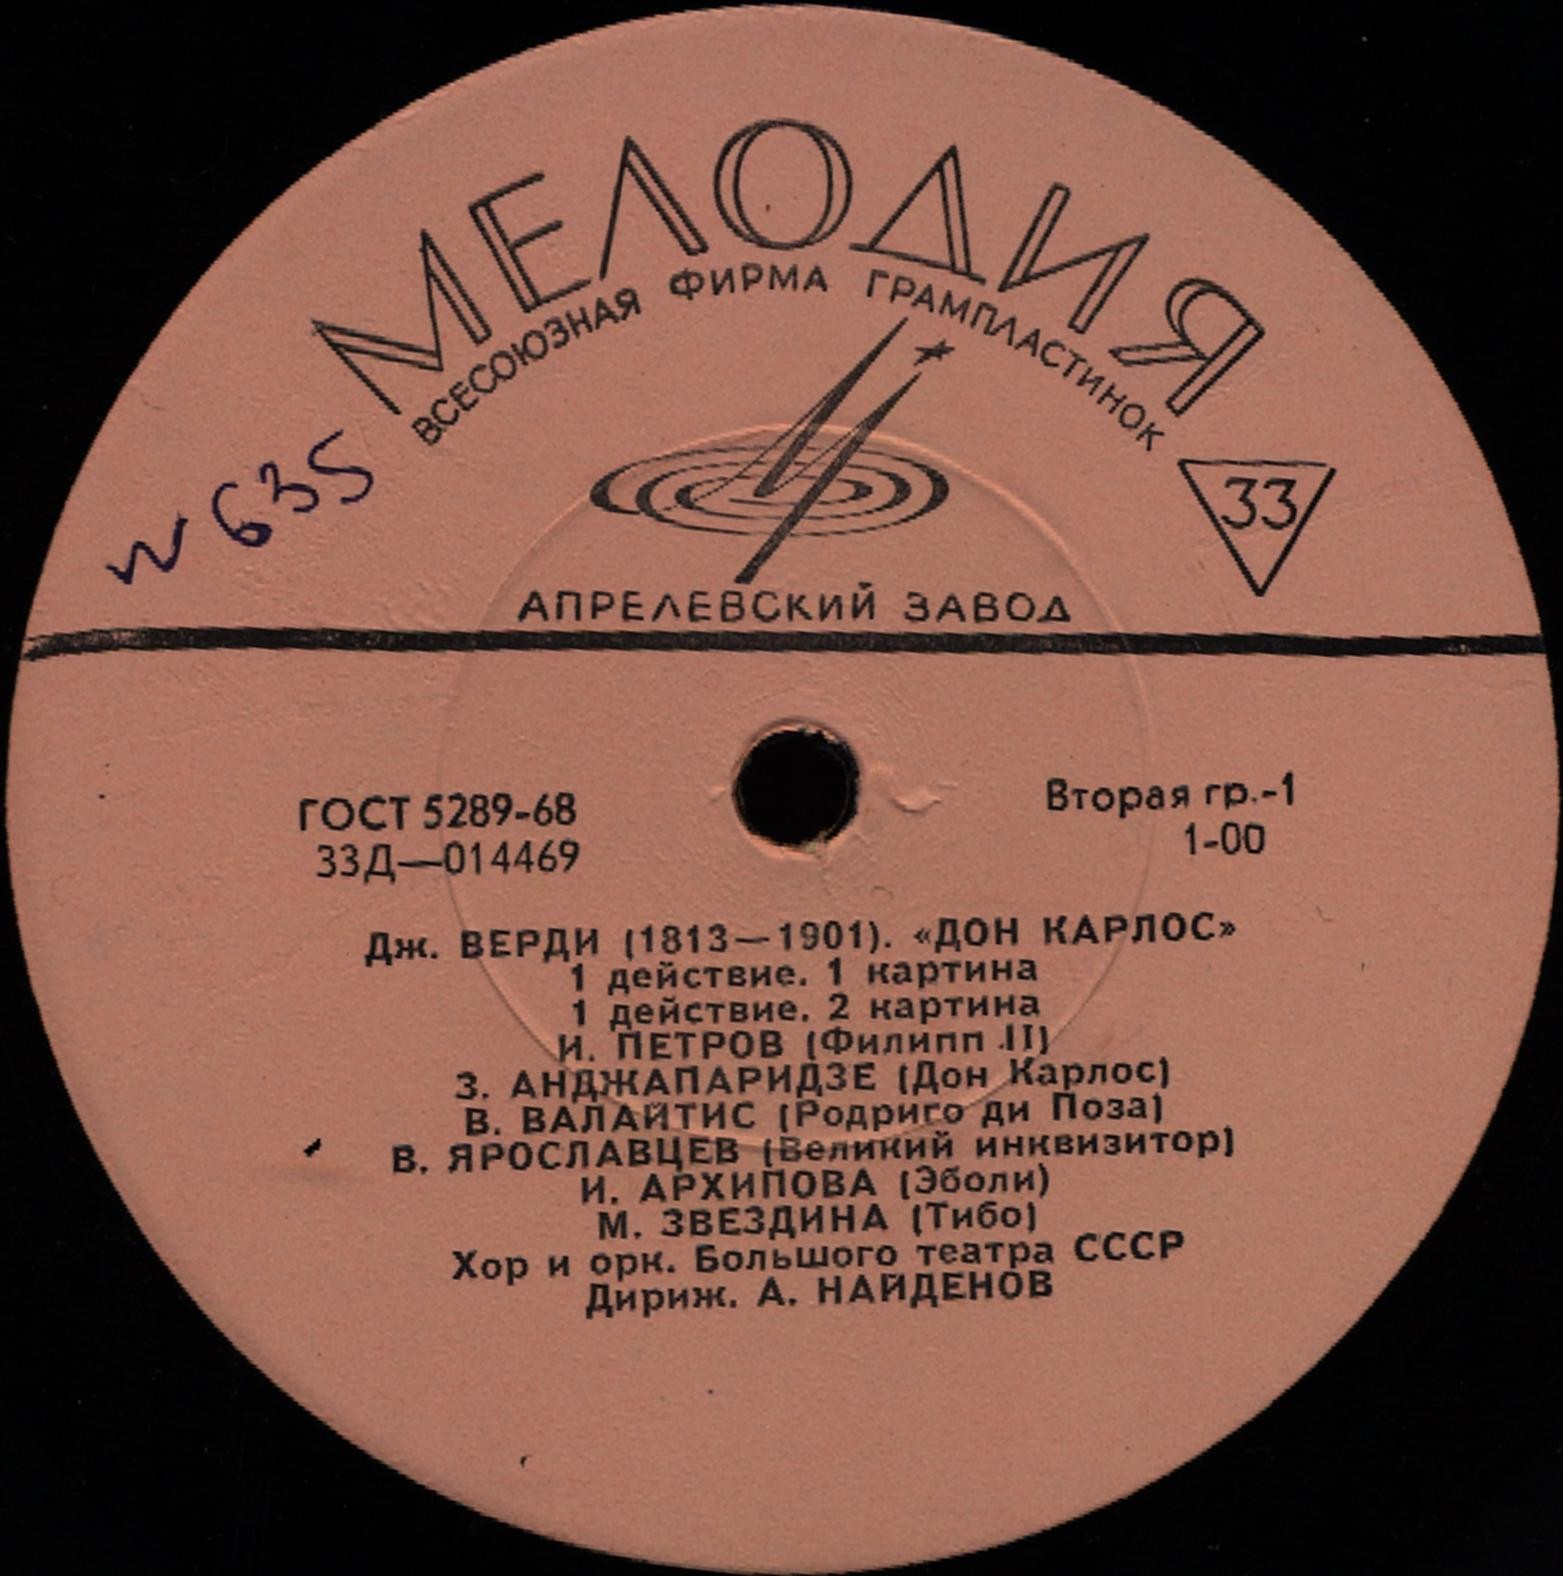 МЕЛОДИЯ
ВСЕСОЮЗНАЯ ФИРМА ГРАМПЛАСТИНОК
N 635
33
АПРЕЛЕВСКИЙ ЗАВОД
ГОСТ 5289-68
33Д—014469
Вторая гр.-1
1-00
Дж. ВЕРДИ (1813—1901). «ДОН КАРЛОС»
1 действие. 1 картина
1 действие. 2 картина
И. ПЕТРОВ (Филипп II)
З. АНДЖАПАРИДЗЕ (Дон Карлос)
В. ВАЛАЙТИС (Родриго ди Поза)
В. ЯРОСЛАВЦЕВ (Великий инквизитор)
И. АРХИПОВА (Эболи)
М. ЗВЕЗДИНА (Тибо)
Хор и орк. Большого театра СССР
Дириж. А. НАЙДЕНОВ